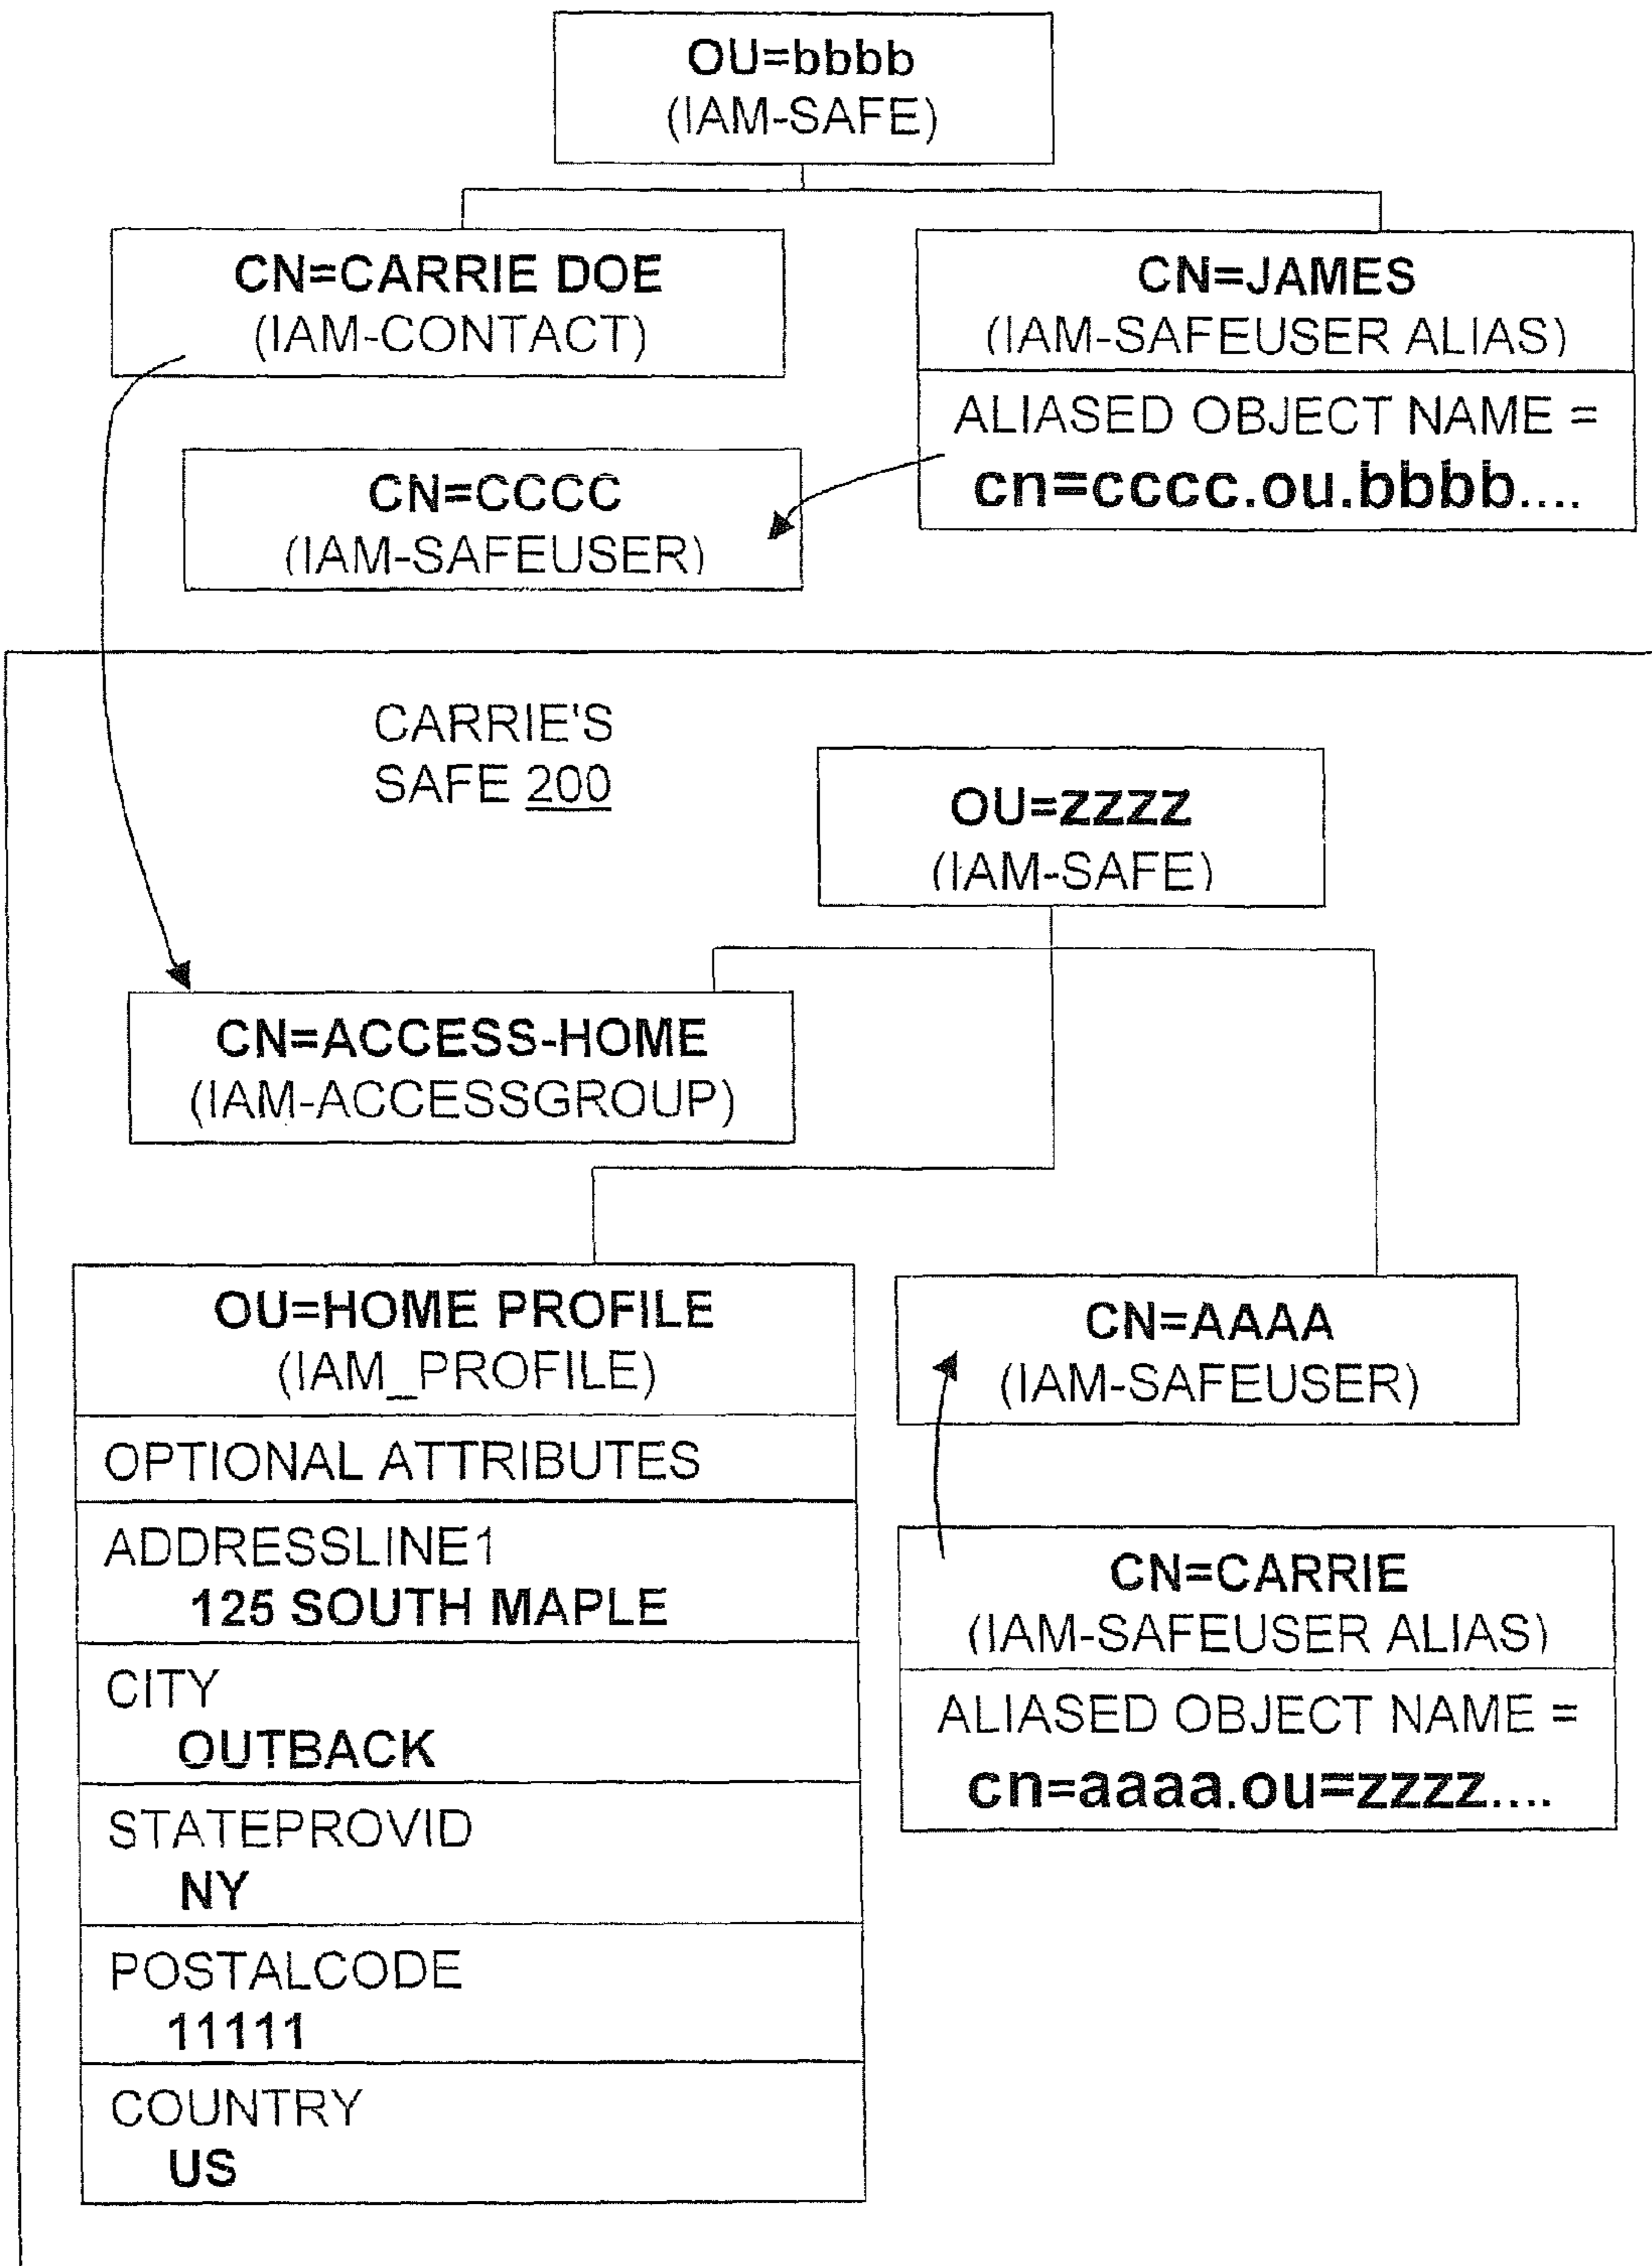 OU=bbbb
(IAM-SAFE)
CN=CARRIE DOE
(IAM-CONTACT)
CN=JAMES
(IAM-SAFEUSER ALIAS)
ALIASED OBJECT NAME =
cn=cccc.ou.bbbb....
CN=CCCC
(IAM-SAFEUSER)
CARRIE'S
SAFE 200
OU=ZZZZ
(IAM-SAFE)
CN=ACCESS-HOME
(IAM-ACCESSGROUP)
OU=HOME PROFILE
(IAM_PROFILE)
OPTIONAL ATTRIBUTES
ADDRESSLINE1
125 SOUTH MAPLE
CITY
OUTBACK
STATEPROVID
NY
POSTALCODE
11111
COUNTRY
US
CN=AAAA
(IAM-SAFEUSER)
CN=CARRIE
(IAM-SAFEUSER ALIAS)
ALIASED OBJECT NAME =
cn=aaaa.ou=zzzz....